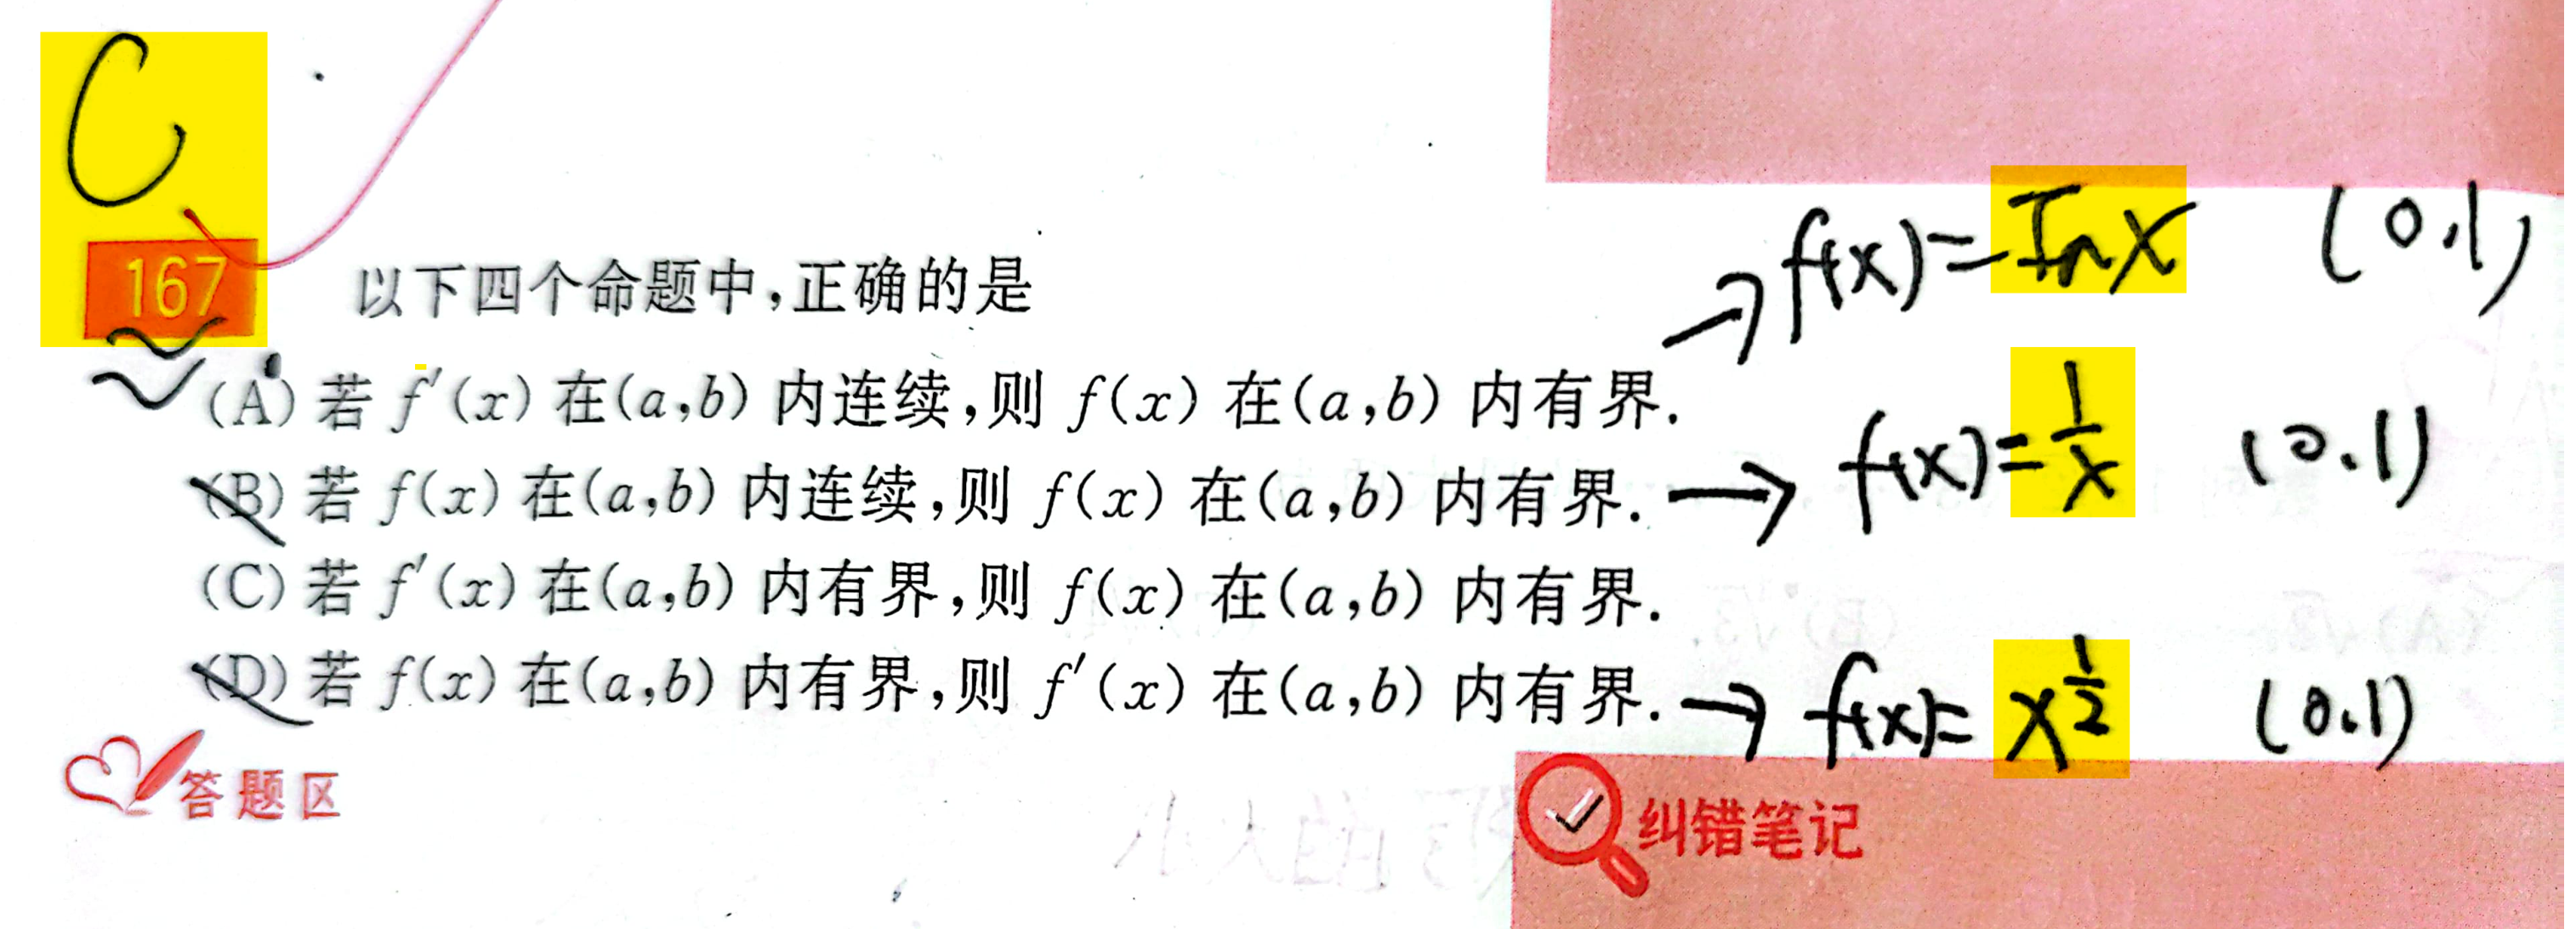 C
167 以下四个命题中,正确的是
(A) 若 f′(x) 在(a,b) 内连续,则 f(x) 在(a,b) 内有界. → f(x)=lnx (0,1)
(B) 若 f(x) 在(a,b) 内连续,则 f(x) 在(a,b) 内有界. → f(x)=1/x (0,1)
(C) 若 f′(x) 在(a,b) 内有界,则 f(x) 在(a,b) 内有界.
(D) 若 f(x) 在(a,b) 内有界,则 f′(x) 在(a,b) 内有界. → f(x)=x^{1/2} (0,1)
答题区
纠错笔记